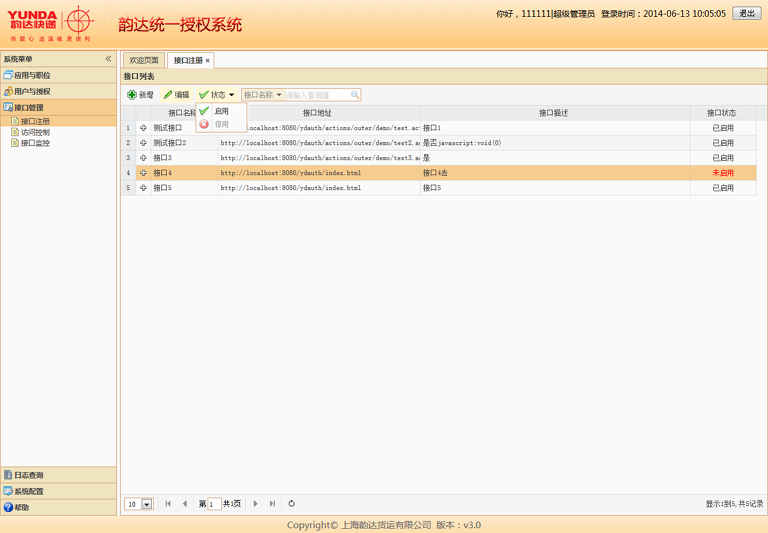 YUNDA
韵达快递
传 爱 心 送 温 暖 更 便 利
韵达统一授权系统
你好，111111|超级管理员 登录时间：2014-06-13 10:05:05 退出
系统菜单
应用与职位
用户与授权
接口管理
接口注册
访问控制
接口监控
日志查询
系统配置
帮助
欢迎页面 接口注册
接口列表
新增 编辑 状态 接口名称 请输入查询值
启用
停用
接口名称 接口地址 接口描述 接口状态
1 测试接口 http://localhost:8080/ydauth/actions/outer/demo/test.ac 接口1 已启用
2 测试接口2 http://localhost:8080/ydauth/actions/outer/demo/test2.a 是否javascript:void(0) 已启用
3 接口3 http://localhost:8080/ydauth/actions/outer/demo/test3.a 是 已启用
4 接口4 http://localhost:8080/ydauth/index.html 接口4去 未启用
5 接口5 http://localhost:8080/ydauth/index.html 接口5 已启用
10 第 1 共1页 显示1到5, 共5记录
Copyright© 上海韵达货运有限公司 版本：v3.0